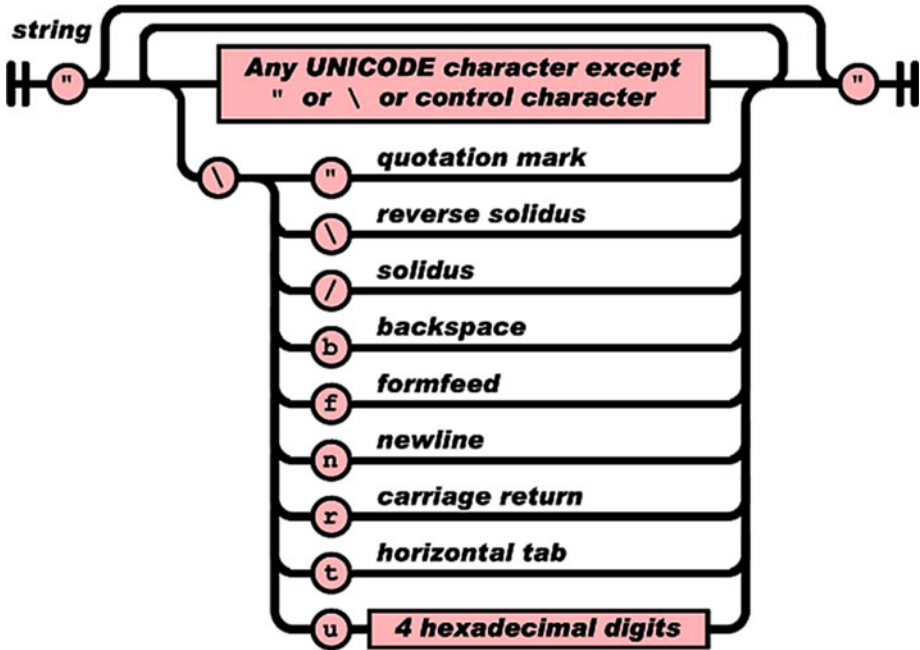 string
" Any UNICODE character except "
" or \ or control character
\ " quotation mark
\ reverse solidus
/ solidus
b backspace
f formfeed
n newline
r carriage return
t horizontal tab
u 4 hexadecimal digits